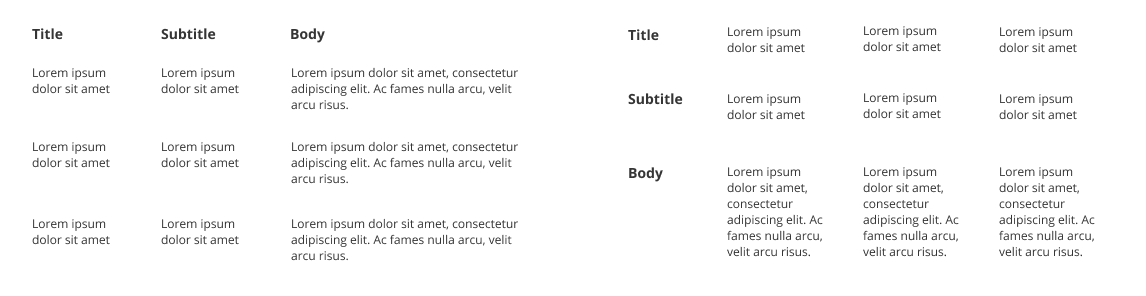 Title
Subtitle
Body
Lorem ipsum
dolor sit amet
Lorem ipsum
dolor sit amet
Lorem ipsum dolor sit amet, consectetur
adipiscing elit. Ac fames nulla arcu, velit
arcu risus.
Lorem ipsum
dolor sit amet
Lorem ipsum
dolor sit amet
Lorem ipsum dolor sit amet, consectetur
adipiscing elit. Ac fames nulla arcu, velit
arcu risus.
Lorem ipsum
dolor sit amet
Lorem ipsum
dolor sit amet
Lorem ipsum dolor sit amet, consectetur
adipiscing elit. Ac fames nulla arcu, velit
arcu risus.
Title
Lorem ipsum
dolor sit amet
Lorem ipsum
dolor sit amet
Lorem ipsum
dolor sit amet
Subtitle
Lorem ipsum
dolor sit amet
Lorem ipsum
dolor sit amet
Lorem ipsum
dolor sit amet
Body
Lorem ipsum
dolor sit amet,
consectetur
adipiscing elit. Ac
fames nulla arcu,
velit arcu risus.
Lorem ipsum
dolor sit amet,
consectetur
adipiscing elit. Ac
fames nulla arcu,
velit arcu risus.
Lorem ipsum
dolor sit amet,
consectetur
adipiscing elit. Ac
fames nulla arcu,
velit arcu risus.